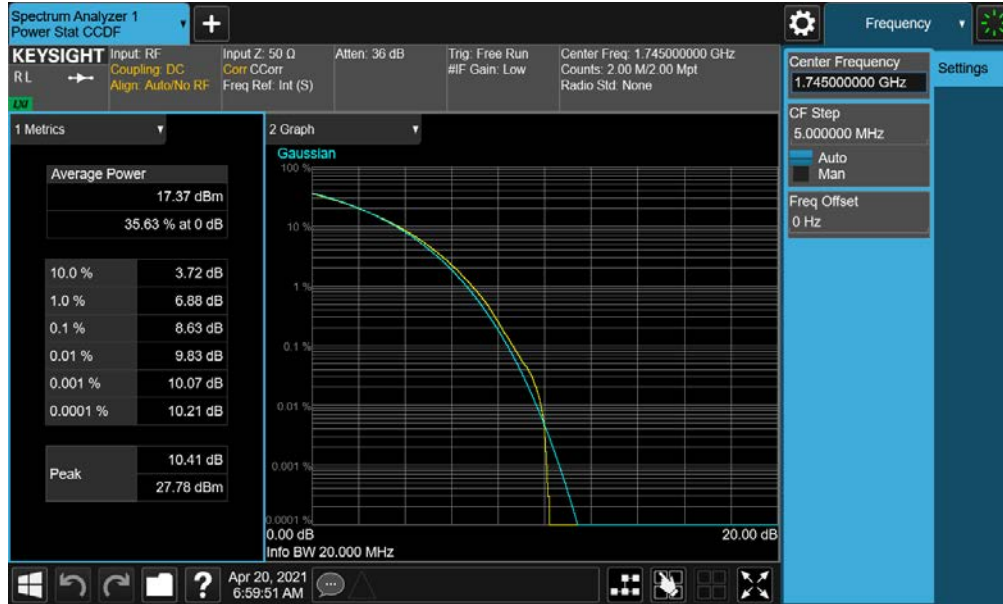 Spectrum Analyzer 1
Power Stat CCDF
+
Frequency
KEYSIGHT
RL
LXI
Input: RF
Coupling: DC
Align: Auto/No RF
Input Z: 50 Ω
Corr CCorr
Freq Ref: Int (S)
Atten: 36 dB
Trig: Free Run
#IF Gain: Low
Center Freq: 1.745000000 GHz
Counts: 2.00 M/2.00 Mpt
Radio Std: None
Center Frequency
1.745000000 GHz
Settings
CF Step
5.000000 MHz
Auto
Man
Freq Offset
0 Hz
1 Metrics
Average Power
17.37 dBm
35.63 % at 0 dB
10.0 % 3.72 dB
1.0 % 6.88 dB
0.1 % 8.63 dB
0.01 % 9.83 dB
0.001 % 10.07 dB
0.0001 % 10.21 dB
Peak 10.41 dB
27.78 dBm
2 Graph
Gaussian
100 %
10 %
1 %
0.1 %
0.01 %
0.001 %
0.0001 %
0.00 dB 20.00 dB
Info BW 20.000 MHz
?
Apr 20, 2021
6:59:51 AM